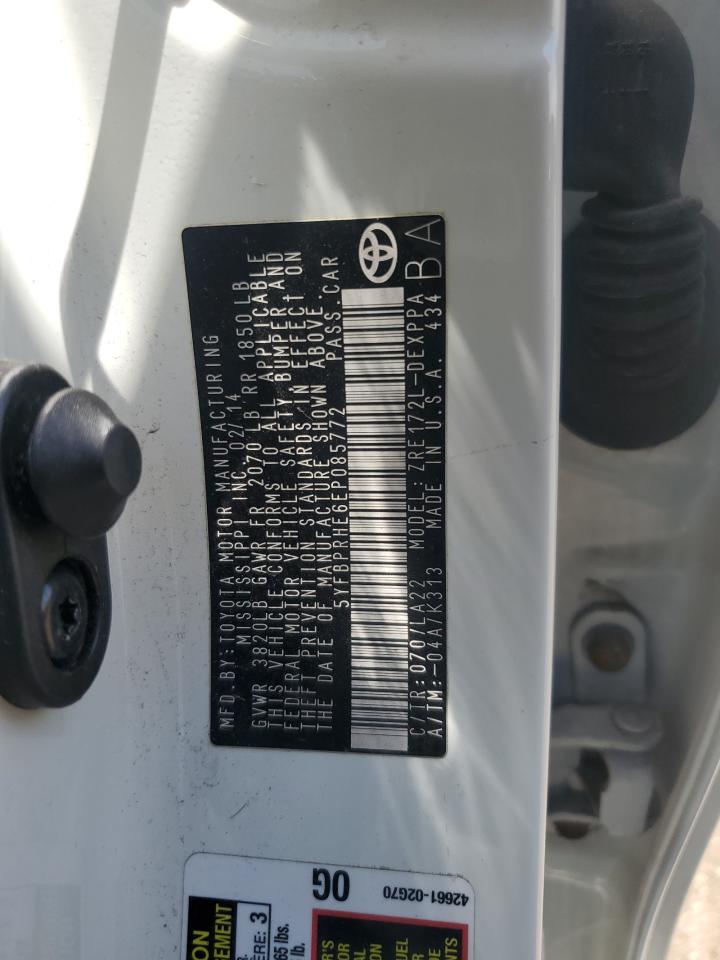 MFD.BY:TOYOTA MOTOR MANUFACTURING
MISSISSIPPI INC. 02/14
GVWR 3820LB GAWR FR 2070 LB RR 1850 LB
THIS VEHICLE CONFORMS TO ALL APPLICABLE
FEDERAL MOTOR VEHICLE SAFETY, BUMPER AND
THEFT PREVENTION STANDARDS IN EFFECT ON
THE DATE OF MANUFACTURE SHOWN ABOVE.
5YFBPRHE6EP085772 PASS.CAR
C/TR:070/LA22 MODEL:ZRE172L-DEXPPA
A/TM:-04A/K313 MADE IN U.S.A. 434
BA
0G
42661-02G70
3
65 lbs.
lb.